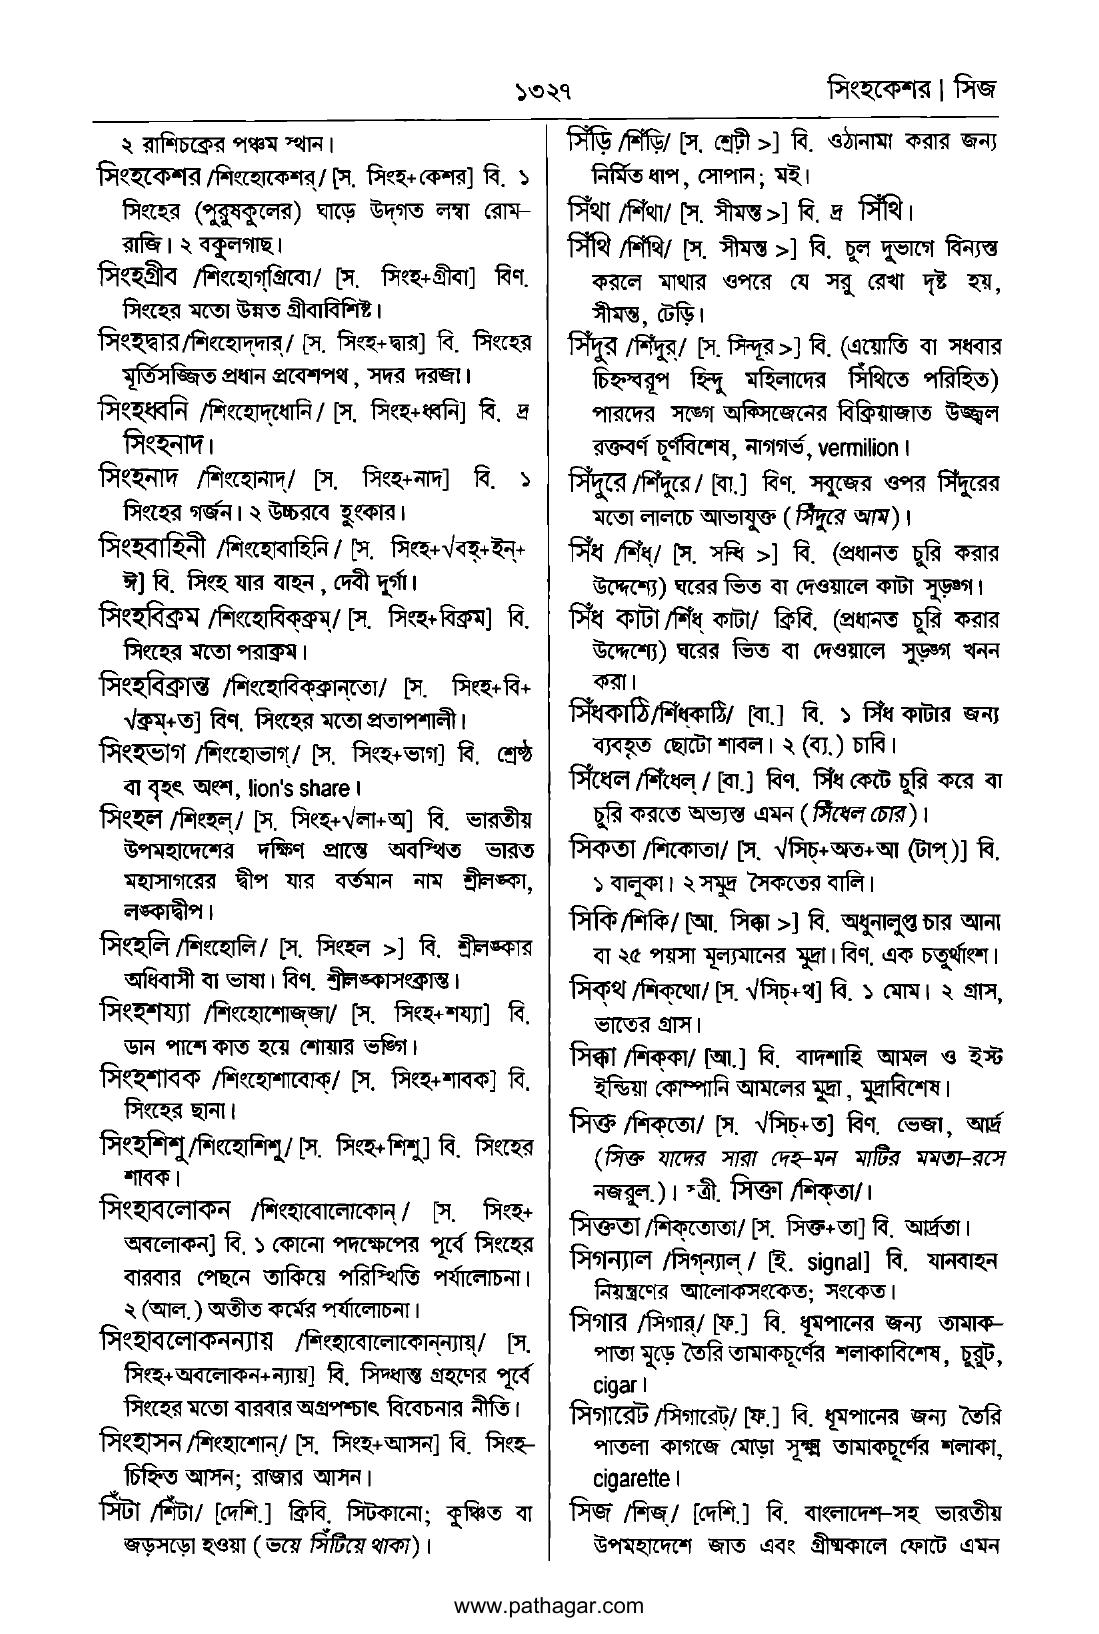 ১৩২৭
সিংহকেশর | সিজ
২ রাশিচক্রের পঞ্চম স্থান।
সিংহকেশর /শিংহোকেশর্/ [স. সিংহ+কেশর] বি. ১
সিংহের (পুরুষকুলের) ঘাড়ে উদ্‌গত লম্বা রোম–
রাজি। ২ বকুলগাছ।
সিংহগ্রীব /শিংহোগ্‌গ্রিবো/ [স. সিংহ+গ্রীবা] বিণ.
সিংহের মতো উন্নত গ্রীবাবিশিষ্ট।
সিংহদ্বার /শিংহোদ্‌দার্/ [স. সিংহ+দ্বার] বি. সিংহের
মূর্তিসজ্জিত প্রধান প্রবেশপথ, সদর দরজা।
সিংহধ্বনি /শিংহোদ্‌ধোনি/ [স. সিংহ+ধ্বনি] বি. দ্র
সিংহনাদ।
সিংহনাদ /শিংহোনাদ্/ [স. সিংহ+নাদ] বি. ১
সিংহের গর্জন। ২ উচ্চরবে হুংকার।
সিংহবাহিনী /শিংহোবাহিনি/ [স. সিংহ+√বহ্+ইন্+
ঈ] বি. সিংহ যার বাহন, দেবী দুর্গা।
সিংহবিক্রম /শিংহোবিক্‌ক্রম্/ [স. সিংহ+বিক্রম] বি.
সিংহের মতো পরাক্রম।
সিংহবিক্রান্ত /শিংহোবিক্‌ক্রান্‌তো/ [স. সিংহ+বি+
√ক্রম্+ত] বিণ. সিংহের মতো প্রতাপশালী।
সিংহভাগ /শিংহোভাগ্/ [স. সিংহ+ভাগ] বি. শ্রেষ্ঠ
বা বৃহৎ অংশ, lion's share।
সিংহল /শিংহল্/ [স. সিংহ+√লা+অ] বি. ভারতীয়
উপমহাদেশের দক্ষিণ প্রান্তে অবস্থিত ভারত
মহাসাগরের দ্বীপ যার বর্তমান নাম শ্রীলঙ্কা,
লঙ্কাদ্বীপ।
সিংহলি /শিংহোলি/ [স. সিংহল >] বি. শ্রীলঙ্কার
অধিবাসী বা ভাষা। বিণ. শ্রীলঙ্কাসংক্রান্ত।
সিংহশয্যা /শিংহোশোজ্‌জা/ [স. সিংহ+শয্যা] বি.
ডান পাশে কাত হয়ে শোয়ার ভঙ্গি।
সিংহশাবক /শিংহোশাবোক্/ [স. সিংহ+শাবক] বি.
সিংহের ছানা।
সিংহশিশু /শিংহোশিশু/ [স. সিংহ+শিশু] বি. সিংহের
শাবক।
সিংহাবলোকন /শিংহাবোলোকোন্/ [স. সিংহ+
অবলোকন] বি. ১ কোনো পদক্ষেপের পূর্বে সিংহের
বারবার পেছনে তাকিয়ে পরিস্থিতি পর্যালোচনা।
২ (আল.) অতীত কর্মের পর্যালোচনা।
সিংহাবলোকনন্যায় /শিংহাবোলোকোন্‌ন্যায়্/ [স.
সিংহ+অবলোকন+ন্যায়] বি. সিদ্ধান্ত গ্রহণের পূর্বে
সিংহের মতো বারবার অগ্রপশ্চাৎ বিবেচনার নীতি।
সিংহাসন /শিংহাশোন্/ [স. সিংহ+আসন] বি. সিংহ–
চিহ্নিত আসন; রাজার আসন।
সিঁটা /শিঁটা/ [দেশি.] ক্রিবি. সিটকানো; কুঞ্চিত বা
জড়সড়ো হওয়া (ভয়ে সিঁটিয়ে থাকা)।
সিঁড়ি /শিঁড়ি/ [স. শ্রেঢ়ী >] বি. ওঠানামা করার জন্য
নির্মিত ধাপ, সোপান; মই।
সিঁথা /শিঁথা/ [স. সীমন্ত>] বি. দ্র সিঁথি।
সিঁথি /শিঁথি/ [স. সীমন্ত >] বি. চুল দুভাগে বিন্যস্ত
করলে মাথার ওপরে যে সরু রেখা দৃষ্ট হয়,
সীমন্ত, টেড়ি।
সিঁদুর /শিঁদুর্/ [স. সিন্দূর>] বি. (এয়োতি বা সধবার
চিহ্নস্বরূপ হিন্দু মহিলাদের সিঁথিতে পরিহিত)
পারদের সঙ্গে অক্সিজেনের বিক্রিয়াজাত উজ্জ্বল
রক্তবর্ণ চূর্ণবিশেষ, নাগগর্ভ, vermilion।
সিঁদুরে /শিঁদুরে/ [বা.] বিণ. সবুজের ওপর সিঁদুরের
মতো লালচে আভাযুক্ত (সিঁদুরে আম)।
সিঁধ /শিঁধ্/ [স. সন্ধি >] বি. (প্রধানত চুরি করার
উদ্দেশ্যে) ঘরের ভিত বা দেওয়ালে কাটা সুড়ঙ্গ।
সিঁধ কাটা /শিঁধ্ কাটা/ ক্রিবি. (প্রধানত চুরি করার
উদ্দেশ্যে) ঘরের ভিত বা দেওয়ালে সুড়ঙ্গ খনন
করা।
সিঁধকাঠি /শিঁধকাঠি/ [বা.] বি. ১ সিঁধ কাটার জন্য
ব্যবহৃত ছোটো শাবল। ২ (ব্য.) চাবি।
সিঁধেল /শিঁধেল্/ [বা.] বিণ. সিঁধ কেটে চুরি করে বা
চুরি করতে অভ্যস্ত এমন (সিঁধেল চোর)।
সিকতা /শিকোতা/ [স. √সিচ্+অত+আ (টাপ্)] বি.
১ বালুকা। ২ সমুদ্র সৈকতের বালি।
সিকি /শিকি/ [আ. সিক্কা >] বি. অধুনালুপ্ত চার আনা
বা ২৫ পয়সা মূল্যমানের মুদ্রা। বিণ. এক চতুর্থাংশ।
সিক্‌থ /শিক্‌থো/ [স. √সিচ্+থ] বি. ১ মোম। ২ গ্রাস,
ভাতের গ্রাস।
সিক্কা /শিক্‌কা/ [আ.] বি. বাদশাহি আমল ও ইস্ট
ইন্ডিয়া কোম্পানি আমলের মুদ্রা, মুদ্রাবিশেষ।
সিক্ত /শিক্‌তো/ [স. √সিচ্+ত] বিণ. ভেজা, আর্দ্র
(সিক্ত যাদের সারা দেহ–মন মাটির মমতা–রসে
নজরুল.)। স্ত্রী. সিক্তা /শিক্‌তা/।
সিক্ততা /শিক্‌তোতা/ [স. সিক্ত+তা] বি. আর্দ্রতা।
সিগন্যাল /সিগ্‌ন্যাল্/ [ই. signal] বি. যানবাহন
নিয়ন্ত্রণের আলোকসংকেত; সংকেত।
সিগার /সিগার্/ [ফ.] বি. ধূমপানের জন্য তামাক–
পাতা মুড়ে তৈরি তামাকচূর্ণের শলাকাবিশেষ, চুরুট,
cigar।
সিগারেট /সিগারেট্/ [ফ.] বি. ধূমপানের জন্য তৈরি
পাতলা কাগজে মোড়া সূক্ষ্ম তামাকচূর্ণের শলাকা,
cigarette।
সিজ /শিজ্/ [দেশি.] বি. বাংলাদেশ–সহ ভারতীয়
উপমহাদেশে জাত এবং গ্রীষ্মকালে ফোটে এমন
www.pathagar.com